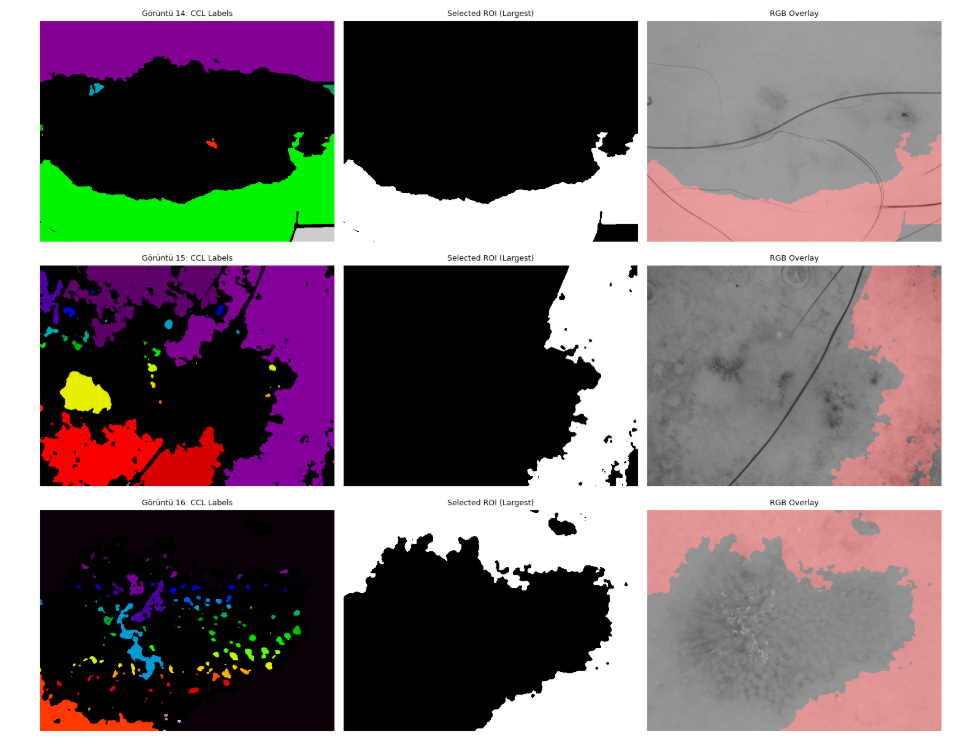 Görüntü 14: CCL Labels
Selected ROI (Largest)
RGB Overlay
Görüntü 15: CCL Labels
Selected ROI (Largest)
RGB Overlay
Görüntü 16: CCL Labels
Selected ROI (Largest)
RGB Overlay